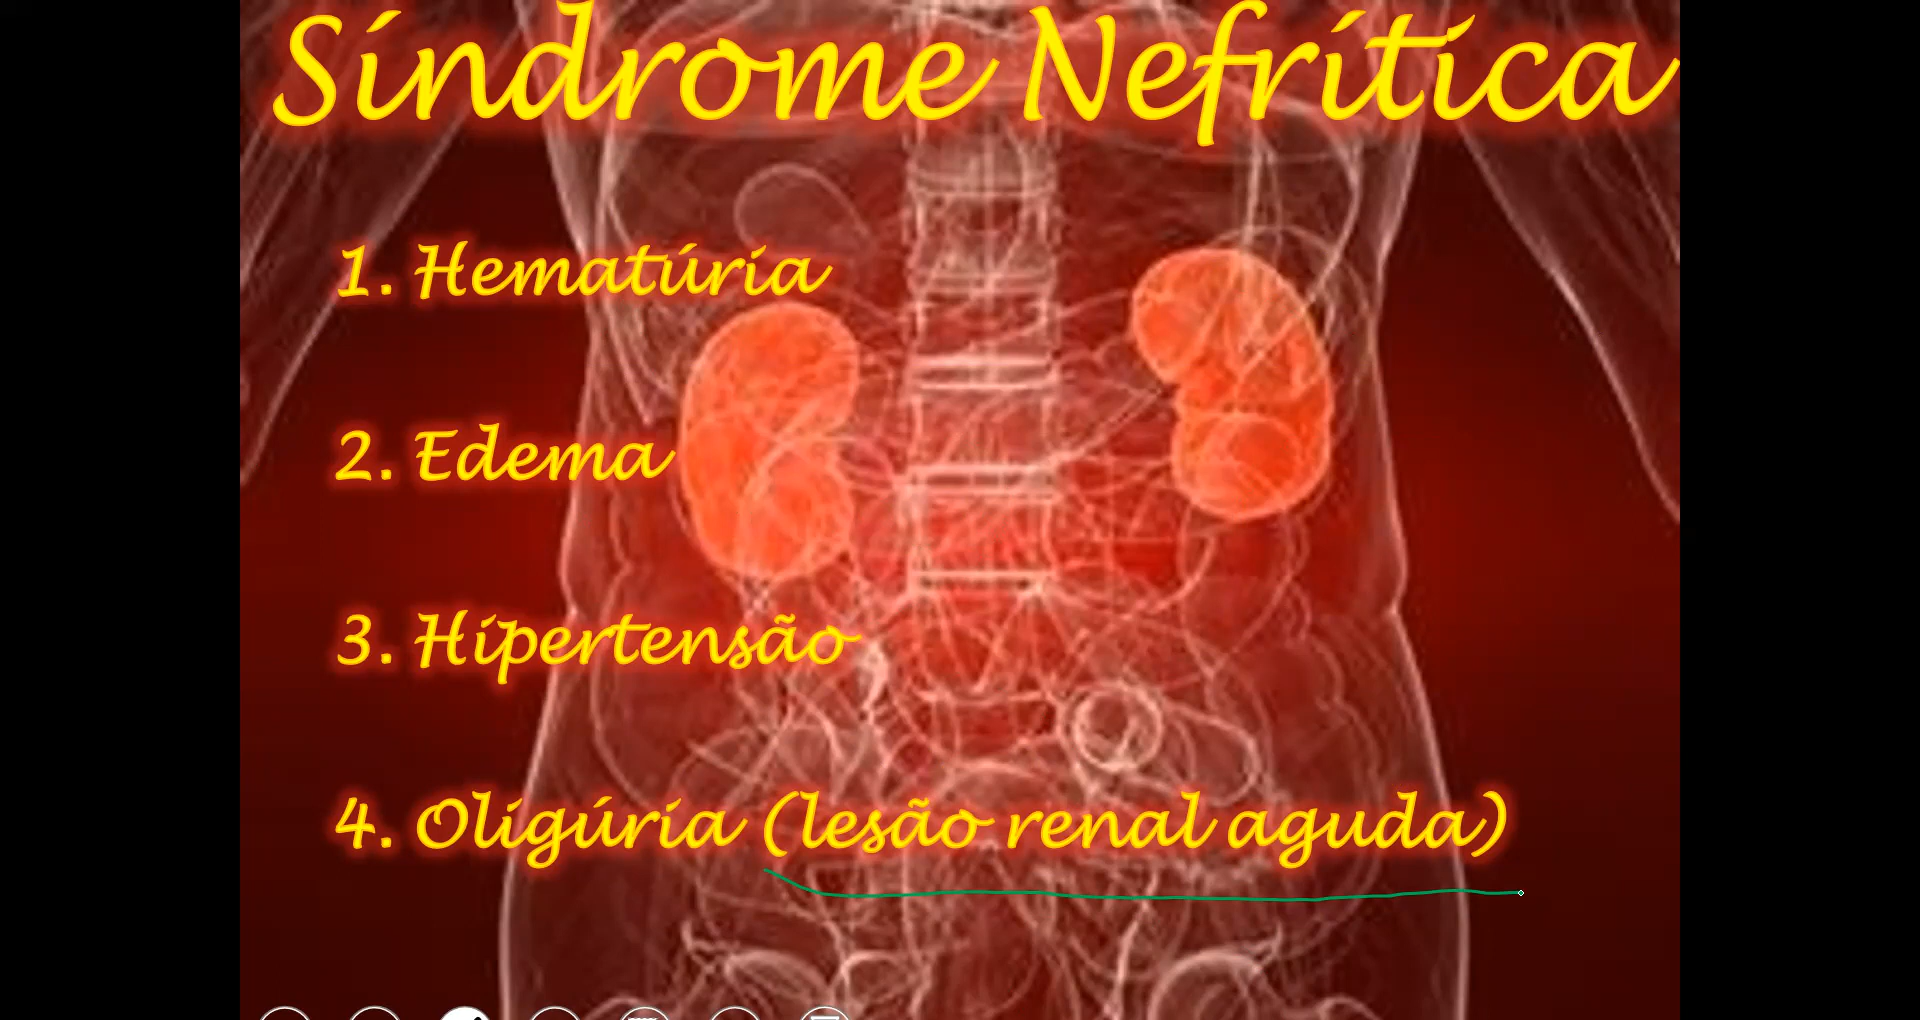 Síndrome Nefrítica
1. Hematúria
2. Edema
3. Hipertensão
4. Oligúria (lesão renal aguda)